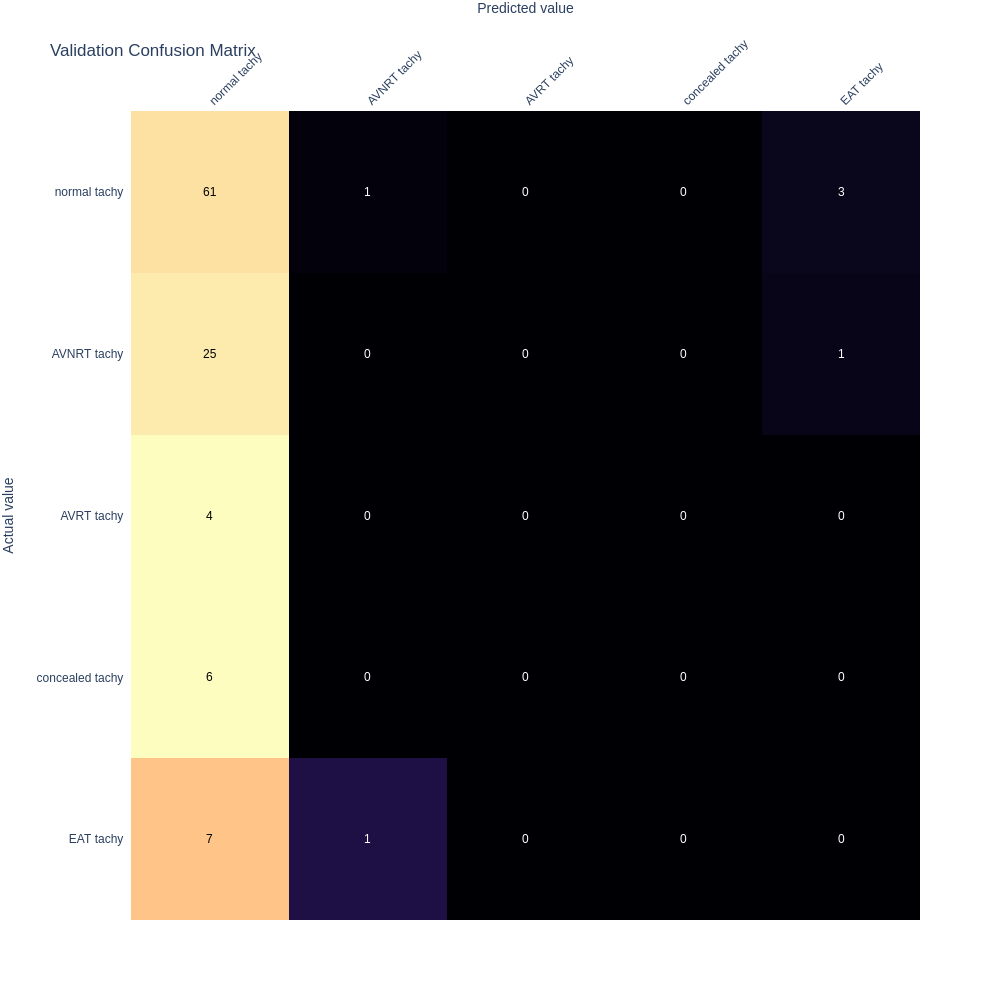 Predicted value
Validation Confusion Matrix
normal tachy AVNRT tachy AVRT tachy concealed tachy EAT tachy
normal tachy 61 1 0 0 3
AVNRT tachy 25 0 0 0 1
AVRT tachy 4 0 0 0 0
concealed tachy 6 0 0 0 0
EAT tachy 7 1 0 0 0
Actual value